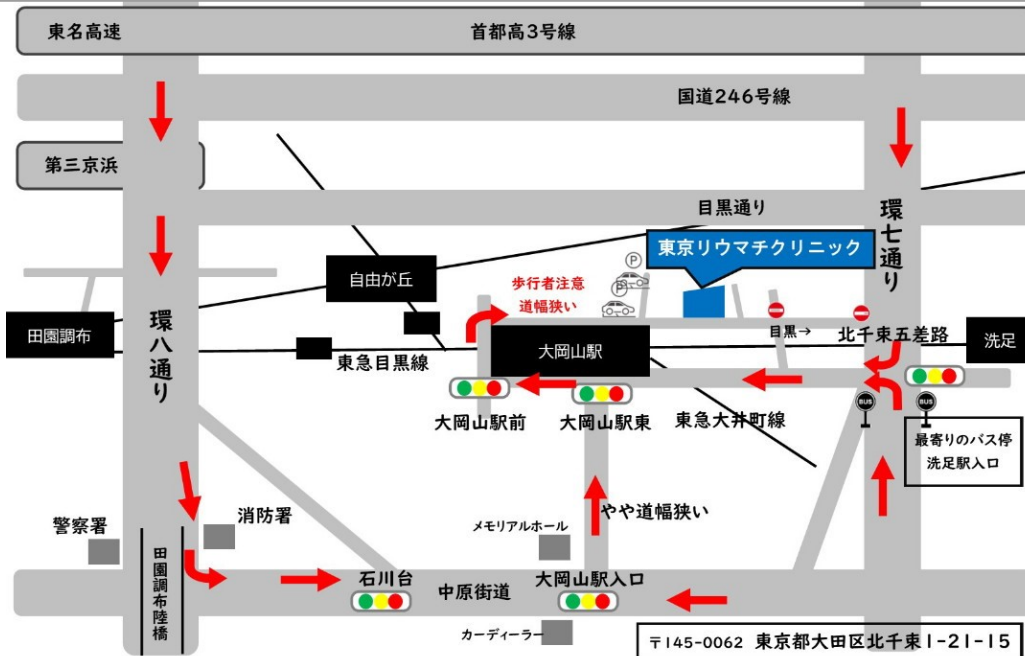 東名高速
首都高3号線
国道246号線
第三京浜
目黒通り
環七通り
東京リウマチクリニック
P
P
自由が丘
歩行者注意
道幅狭い
田園調布
環八通り
東急目黒線
大岡山駅
目黒→
北千束五差路
洗足
大岡山駅前
大岡山駅東
東急大井町線
BUS
BUS
最寄りのバス停
洗足駅入口
警察署
消防署
メモリアルホール
やや道幅狭い
田園調布陸橋
石川台
中原街道
大岡山駅入口
カーディーラー
〒145-0062 東京都大田区北千束1-21-15